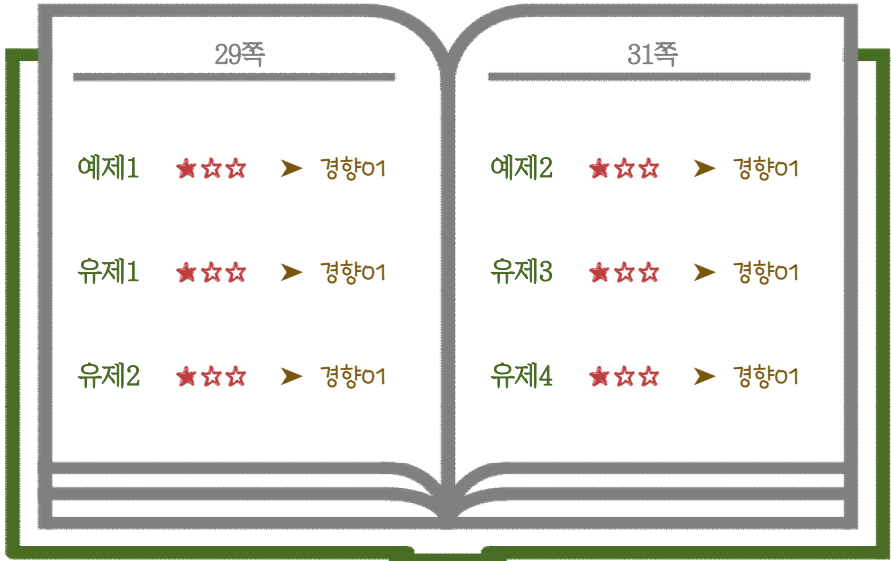 29쪽
예제1 ★☆☆ ➤ 경향01
유제1 ★☆☆ ➤ 경향01
유제2 ★☆☆ ➤ 경향01
31쪽
예제2 ★☆☆ ➤ 경향01
유제3 ★☆☆ ➤ 경향01
유제4 ★☆☆ ➤ 경향01